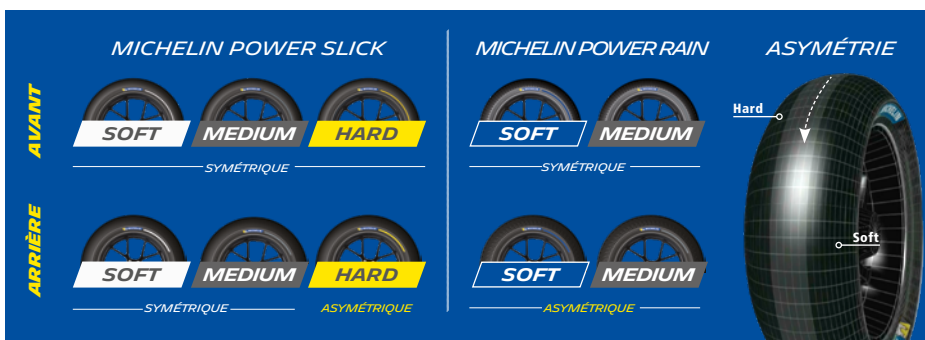 MICHELIN POWER SLICK
MICHELIN POWER RAIN
ASYMÉTRIE
AVANT
SOFT MEDIUM HARD
SYMÉTRIQUE
SOFT MEDIUM
SYMÉTRIQUE
ARRIÈRE
SOFT MEDIUM HARD
SYMÉTRIQUE ASYMÉTRIQUE
SOFT MEDIUM
ASYMÉTRIQUE
Hard
Soft